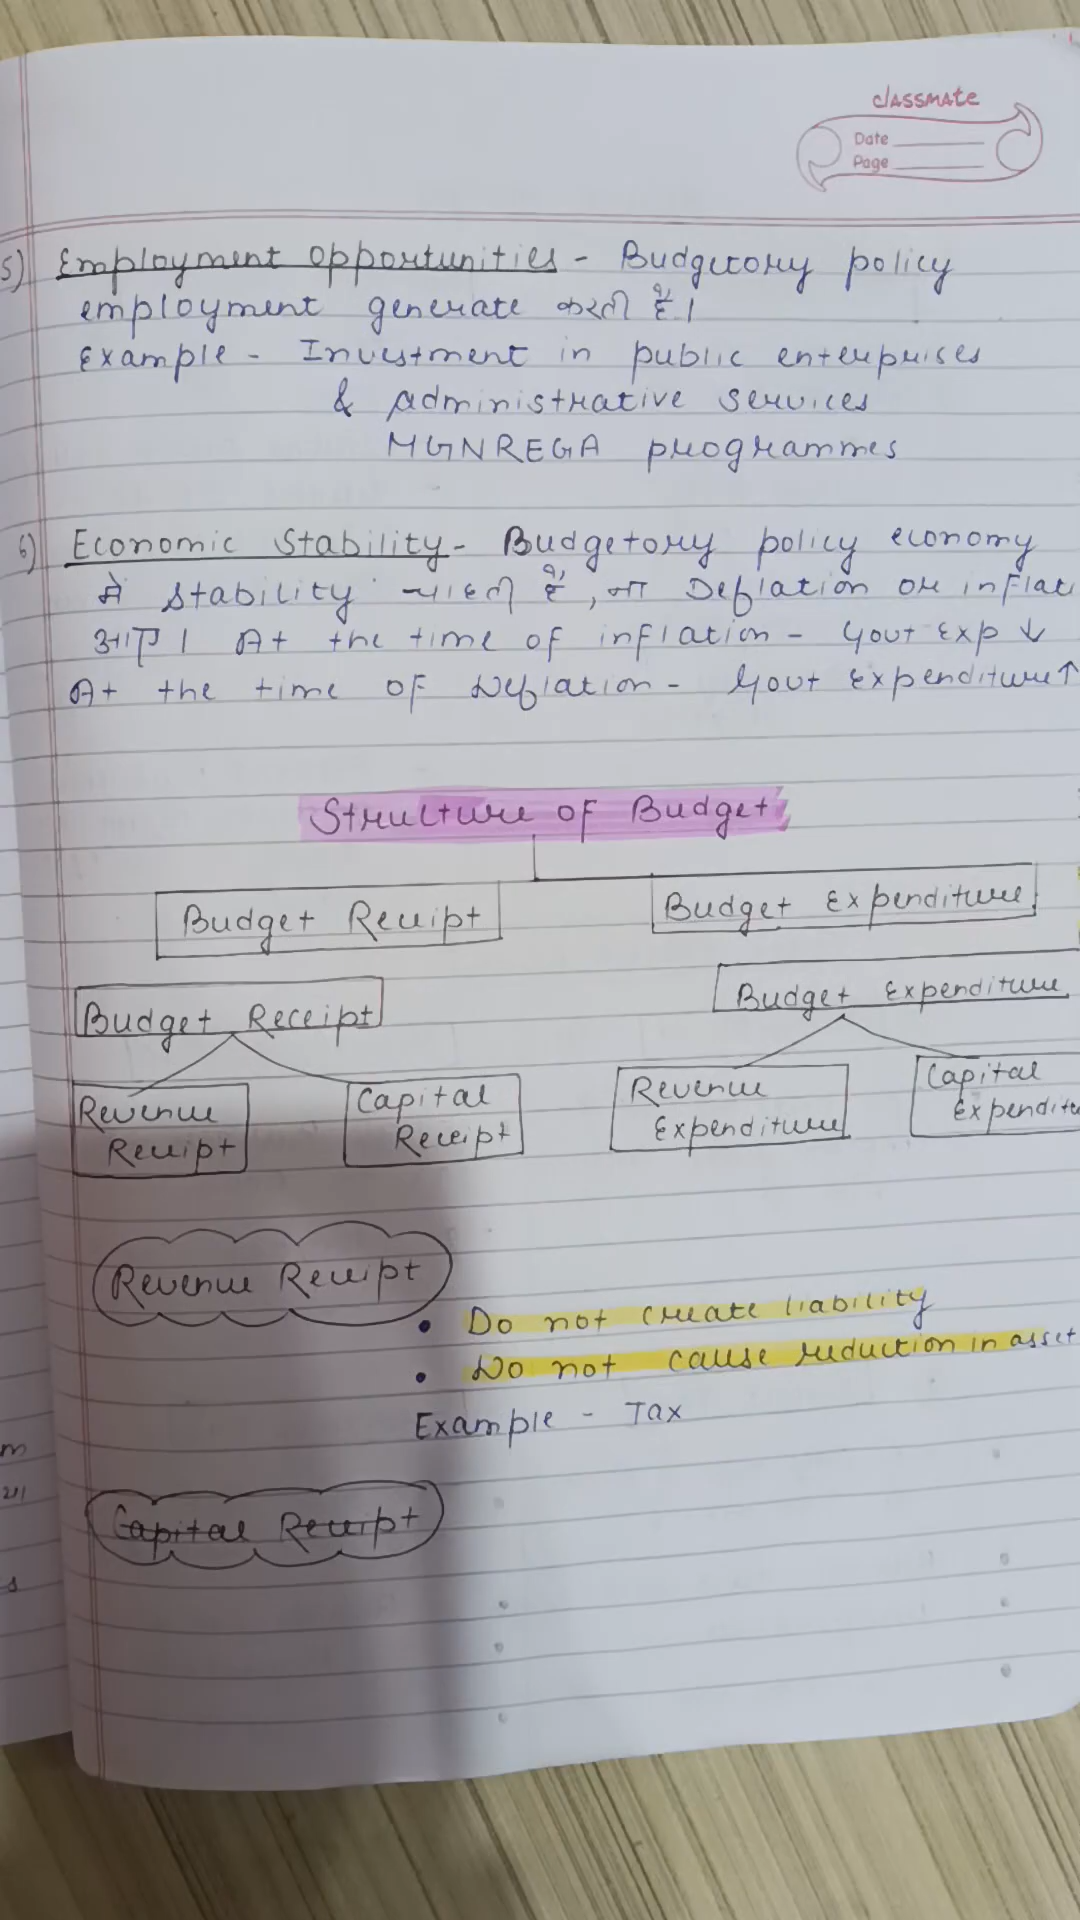 classmate
Date
Page
5) Employment opportunities - Budgetory policy
employment generate करती है।
Example - Investment in public enterprises
& administrative services
MGNREGA programmes
6) Economic Stability - Budgetory policy economy
में stability चाहती है, ना Deflation or inflat
आए। At the time of inflation - Govt Exp ↓
At the time of Deflation - Govt expenditure ↑
Structure of Budget
Budget Receipt Budget Expenditure
Budget Receipt Budget Expenditure
Revenue Receipt Capital Receipt Revenue Expenditure Capital Expenditu
Revenue Receipt
• Do not create liability
• Do not cause reduction in asset
Example - Tax
Capital Receipt